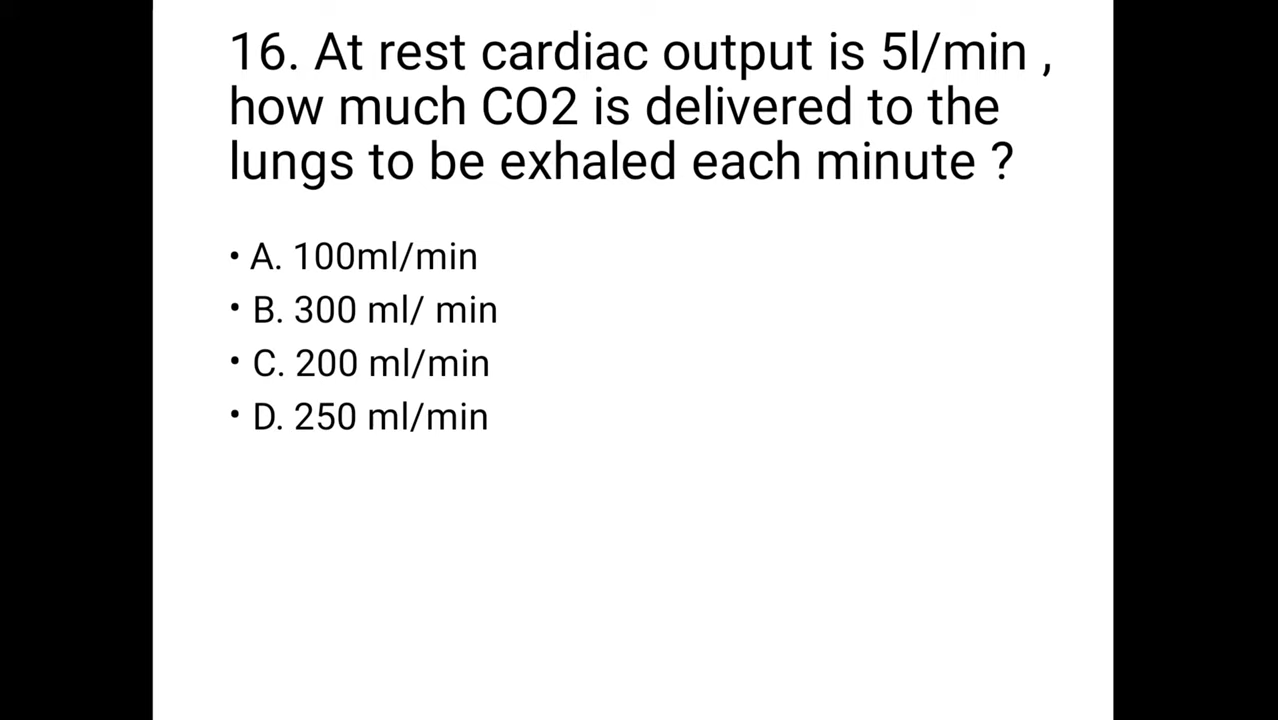 16. At rest cardiac output is 5l/min ,
how much CO2 is delivered to the
lungs to be exhaled each minute ?
• A. 100ml/min
• B. 300 ml/ min
• C. 200 ml/min
• D. 250 ml/min